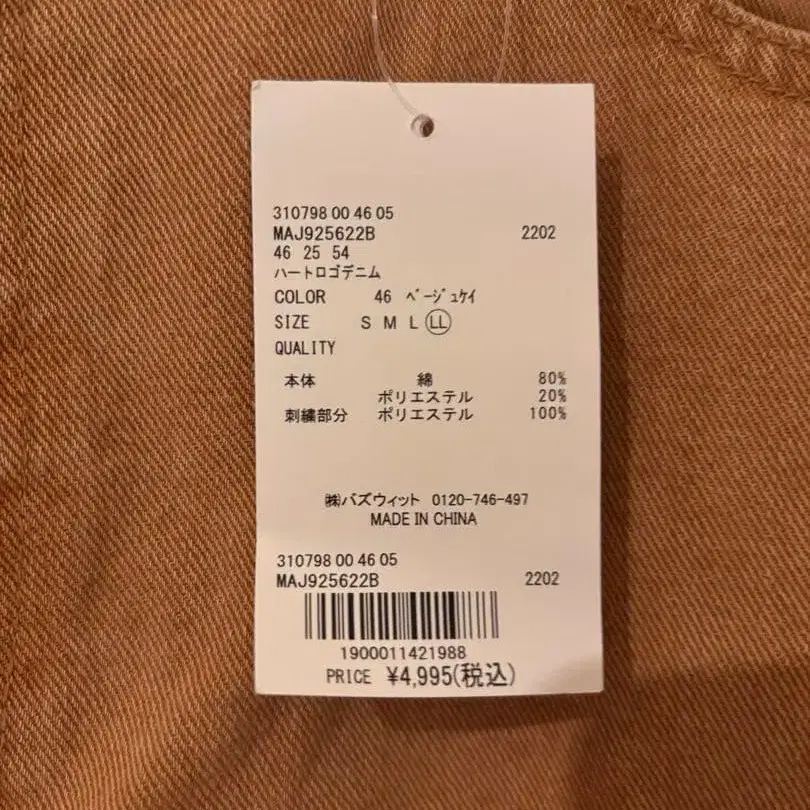 310798 00 46 05
MAJ925622B 2202
46 25 54
ハートロゴデニム
COLOR 46 ﾍﾞｰｼﾞｭｹｲ
SIZE S M L LL
QUALITY
本体 綿 80%
ポリエステル 20%
刺繍部分 ポリエステル 100%
㈱バズウィット 0120-746-497
MADE IN CHINA
310798 00 46 05
MAJ925622B 2202
1900011421988
PRICE ¥4,995(税込)